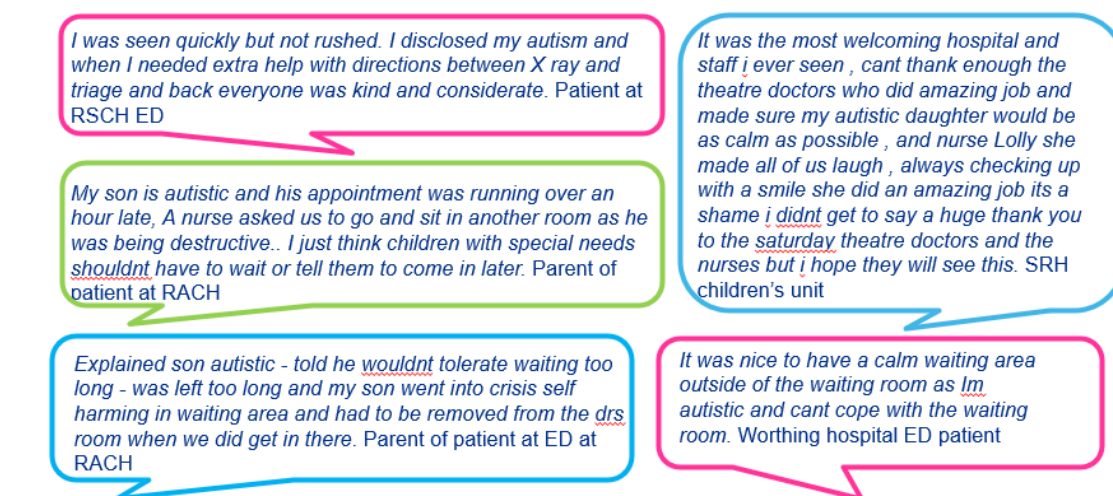 I was seen quickly but not rushed. I disclosed my autism and
when I needed extra help with directions between X ray and
triage and back everyone was kind and considerate. Patient at
RSCH ED
My son is autistic and his appointment was running over an
hour late, A nurse asked us to go and sit in another room as he
was being destructive.. I just think children with special needs
shouldnt have to wait or tell them to come in later. Parent of
patient at RACH
Explained son autistic - told he wouldnt tolerate waiting too
long - was left too long and my son went into crisis self
harming in waiting area and had to be removed from the drs
room when we did get in there. Parent of patient at ED at
RACH
It was the most welcoming hospital and
staff i ever seen , cant thank enough the
theatre doctors who did amazing job and
made sure my autistic daughter would be
as calm as possible , and nurse Lolly she
made all of us laugh , always checking up
with a smile she did an amazing job its a
shame i didnt get to say a huge thank you
to the saturday theatre doctors and the
nurses but i hope they will see this. SRH
children's unit
It was nice to have a calm waiting area
outside of the waiting room as Im
autistic and cant cope with the waiting
room. Worthing hospital ED patient